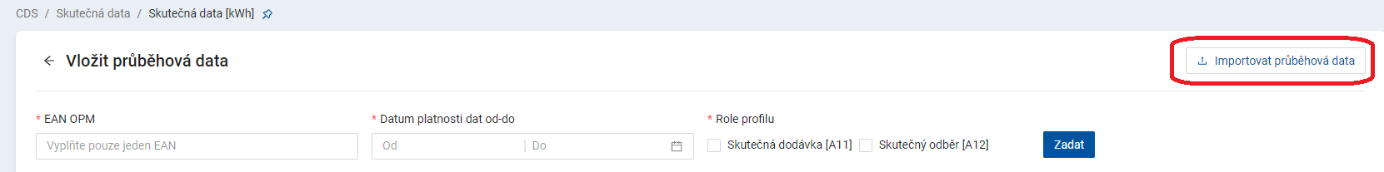 CDS / Skutečná data / Skutečná data [kWh]
Vložit průběhová data
Importovat průběhová data
* EAN OPM
* Datum platnosti dat od-do
* Role profilu
Vyplňte pouze jeden EAN
Od
Do
Skutečná dodávka [A11]
Skutečný odběr [A12]
Zadat